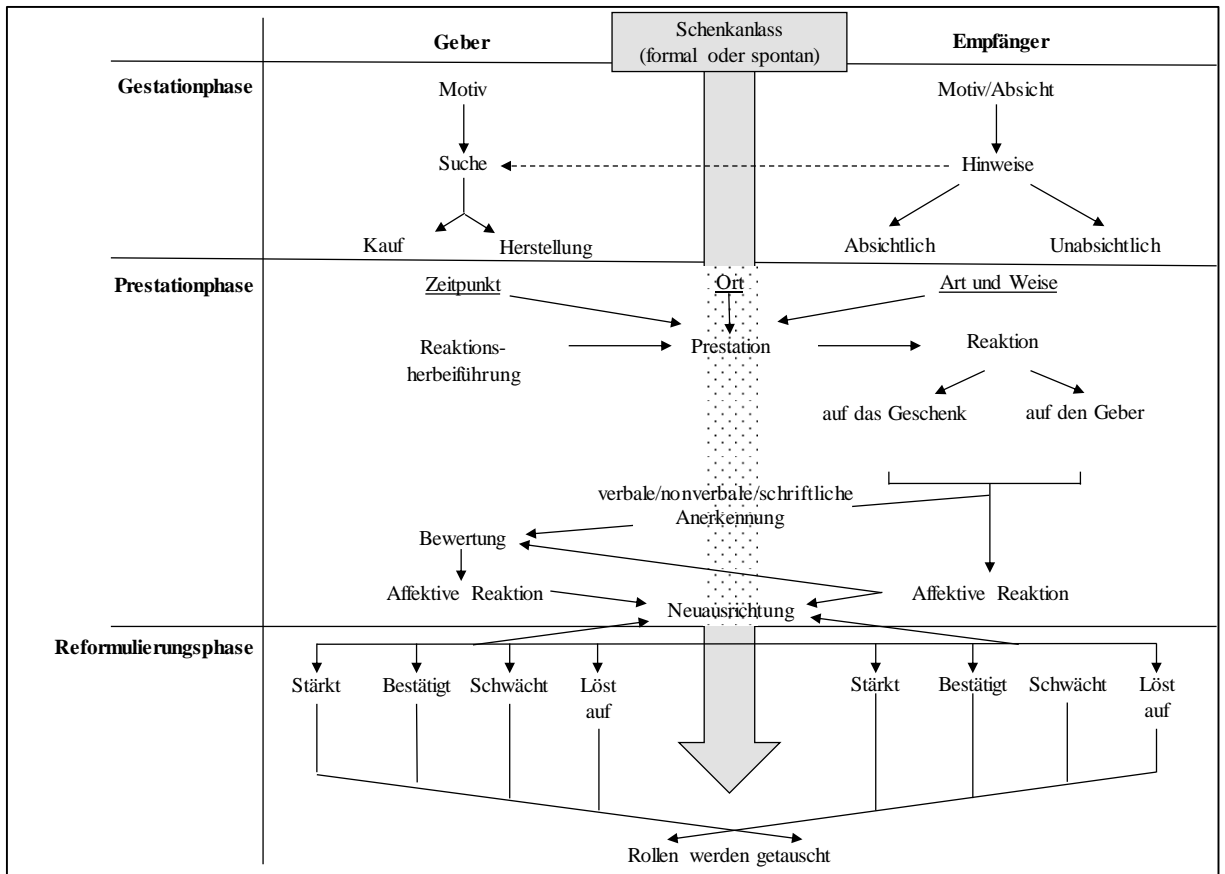 Schenkanlass
(formal oder spontan)
Geber
Empfänger
Gestationphase
Motiv
Motiv/Absicht
Suche
Hinweise
Kauf
Herstellung
Absichtlich
Unabsichtlich
Prestationphase
Zeitpunkt
Ort
Art und Weise
Reaktions-
herbeiführung
Prestation
Reaktion
auf das Geschenk
auf den Geber
verbale/nonverbale/schriftliche
Anerkennung
Bewertung
Affektive Reaktion
Neuausrichtung
Affektive Reaktion
Reformulierungsphase
Stärkt
Bestätigt
Schwächt
Löst
auf
Stärkt
Bestätigt
Schwächt
Löst
auf
Rollen werden getauscht